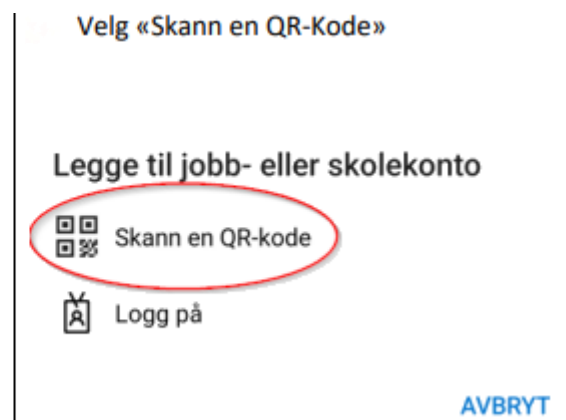 Velg «Skann en QR-Kode»
Legge til jobb- eller skolekonto
Skann en QR-kode
Logg på
AVBRYT